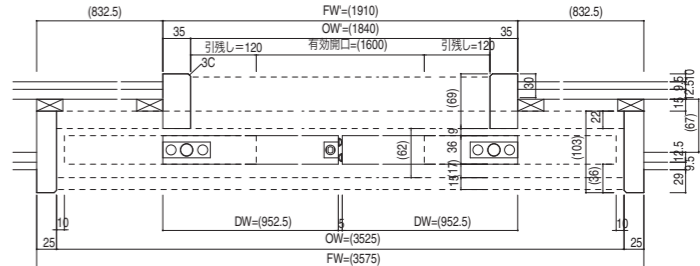 (832.5)
FW'=(1910)
(832.5)
OW'=(1840)
35
35
引残し=120
有効開口=(1600)
引残し=120
3C
30
10
9.5
12.5
15
(69)
22
(67)
9
36
(62)
(103)
12.5
(17)
15
(36)
9.5
29
10
DW=(952.5)
5
DW=(952.5)
10
25
OW=(3525)
25
FW=(3575)